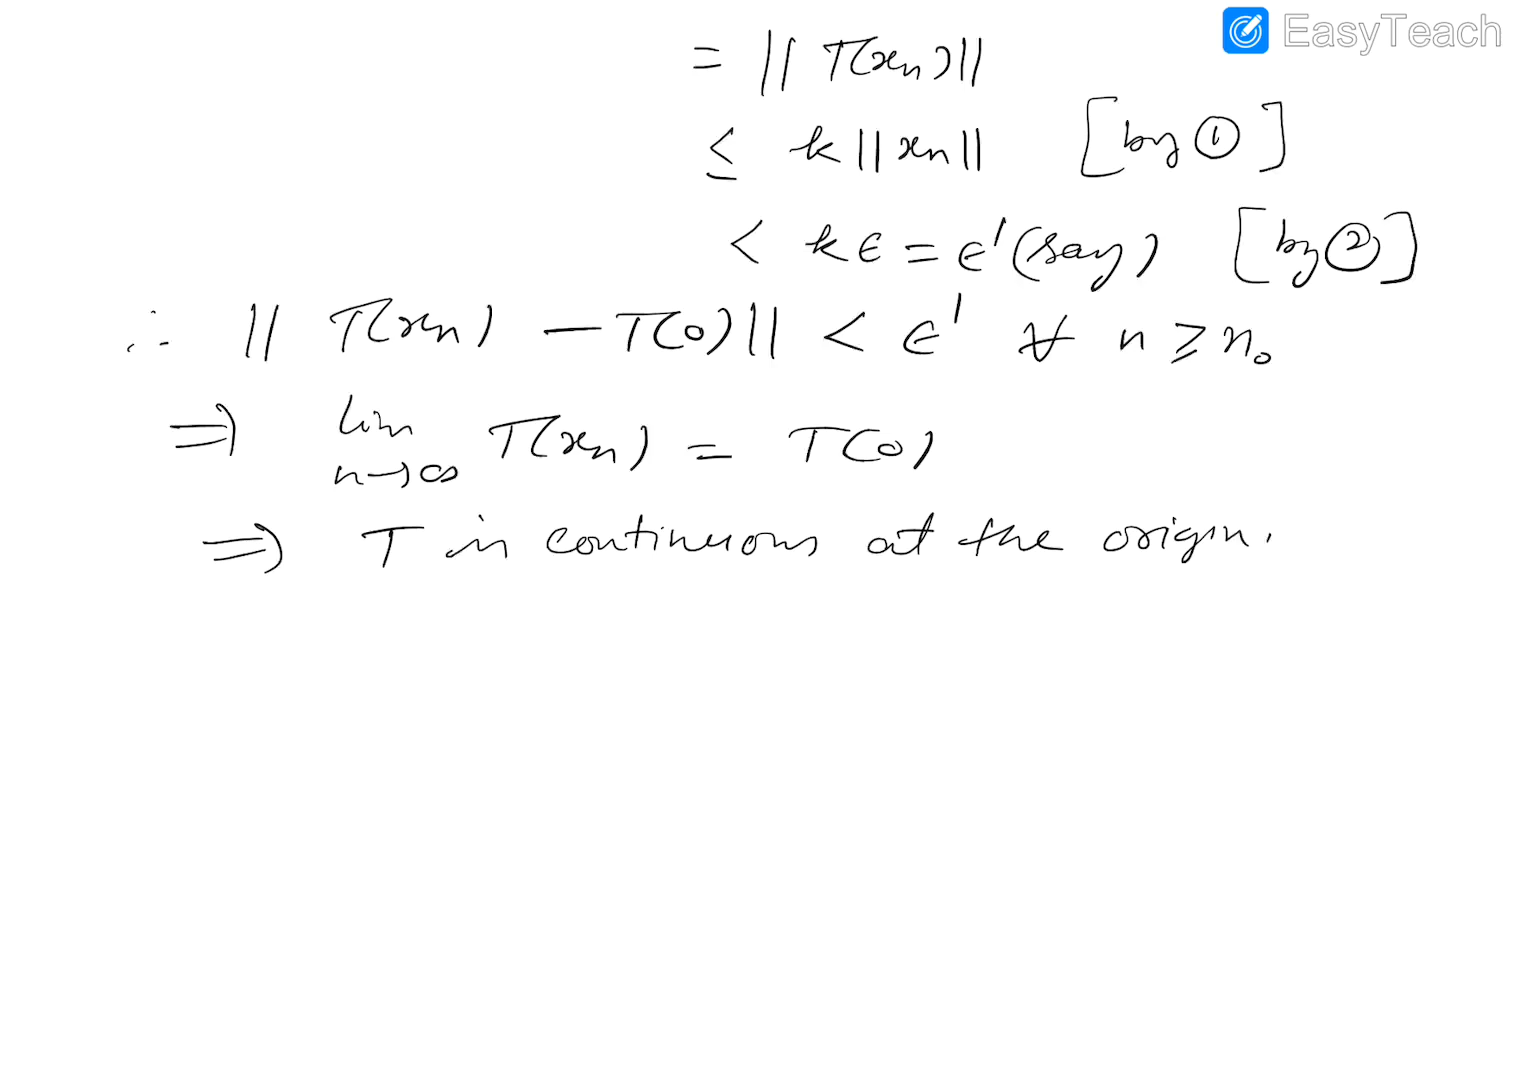 EasyTeach
= || T(xn) ||
≤ k || xn || [by ①]
< kϵ = ϵ' (say) [by ②]
∴ || T(xn) – T(0) || < ϵ' ∀ n ≥ n₀
⇒ lim n→∞ T(xn) = T(0)
⇒ T is continuous at the origin.